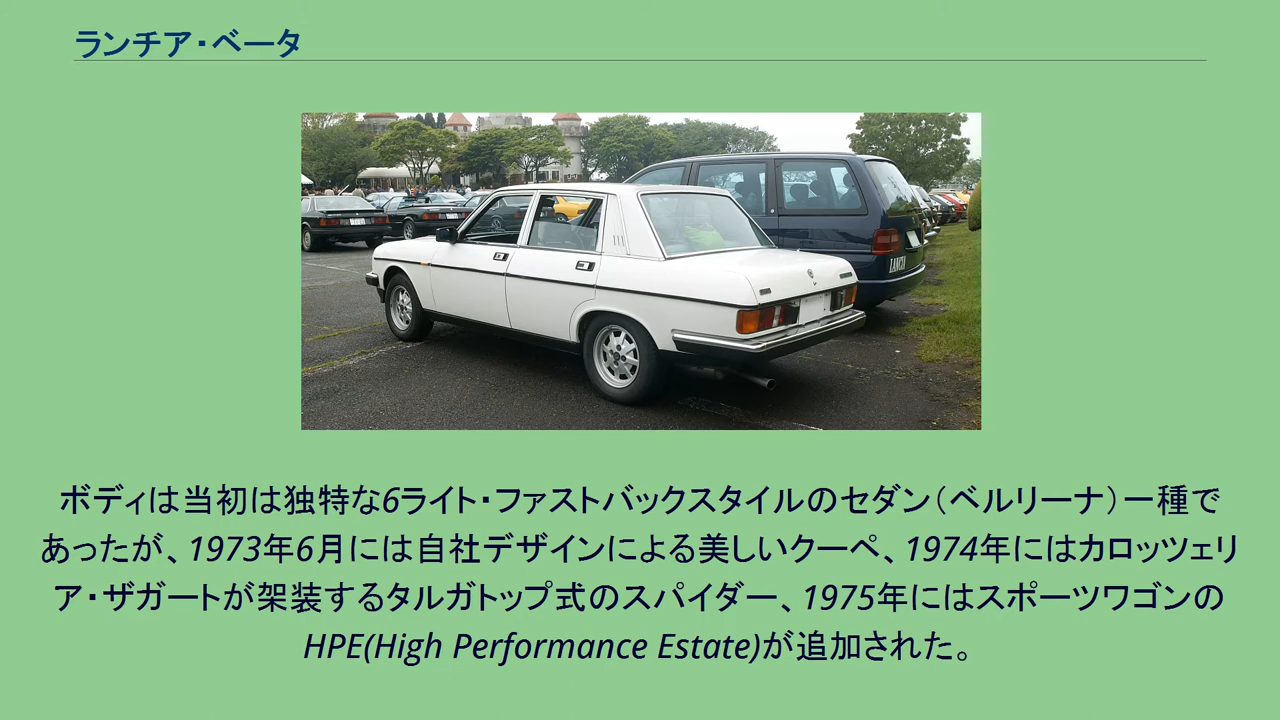 ランチア・ベータ
ボディは当初は独特な6ライト・ファストバックスタイルのセダン（ベルリーナ）一種で
あったが、1973年6月には自社デザインによる美しいクーペ、1974年にはカロッツェリ
ア・ザガートが架装するタルガトップ式のスパイダー、1975年にはスポーツワゴンの
HPE(High Performance Estate)が追加された。